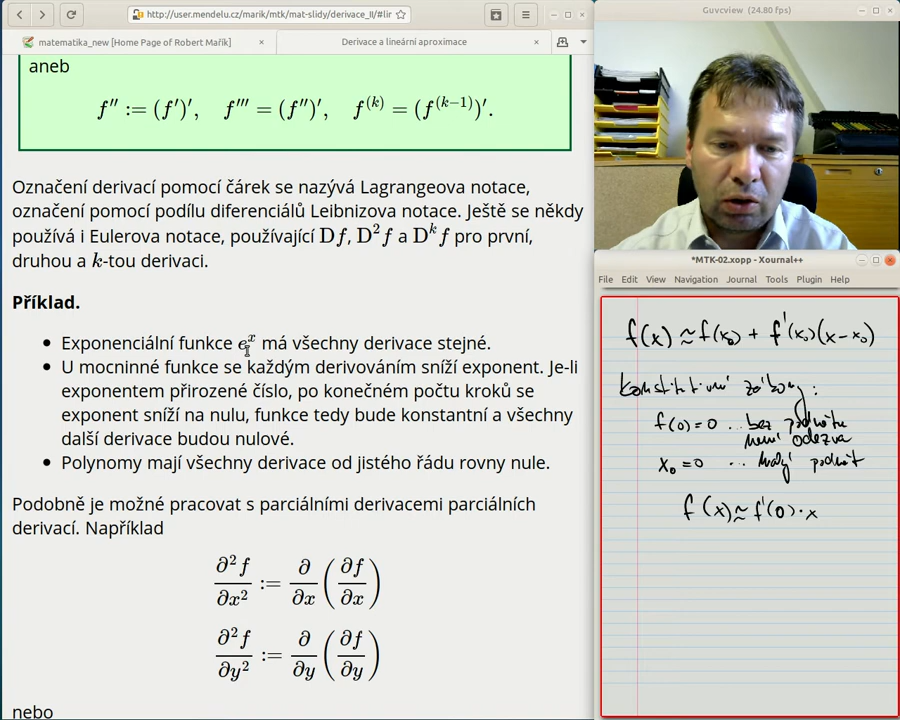 http://user.mendelu.cz/marik/mtk/mat-slidy/derivace_II/#lir
matematika_new [Home Page of Robert Mařík]
Derivace a lineární aproximace
aneb
f′′ := (f′)′, f′′′ = (f′′)′, f^(k) = (f^(k−1))′.
Označení derivací pomocí čárek se nazývá Lagrangeova notace,
označení pomocí podílu diferenciálů Leibnizova notace. Ještě se někdy
používá i Eulerova notace, používající Df, D²f a Dᵏf pro první,
druhou a k-tou derivaci.
Příklad.
• Exponenciální funkce eˣ má všechny derivace stejné.
• U mocninné funkce se každým derivováním sníží exponent. Je-li
exponentem přirozené číslo, po konečném počtu kroků se
exponent sníží na nulu, funkce tedy bude konstantní a všechny
další derivace budou nulové.
• Polynomy mají všechny derivace od jistého řádu rovny nule.
Podobně je možné pracovat s parciálními derivacemi parciálních
derivací. Například
∂²f/∂x² := ∂/∂x (∂f/∂x)
∂²f/∂y² := ∂/∂y (∂f/∂y)
nebo
Guvcview (24.80 fps)
*MTK-02.xopp - Xournal++
File Edit View Navigation Journal Tools Plugin Help
f(x) ≈ f(x₀) + f′(x₀)(x−x₀)
Konstitutivní zákony:
f(0)=0 .. bez podnětu
není odezva
x₀=0 ... malý podnět
f(x) ≈ f′(0)·x